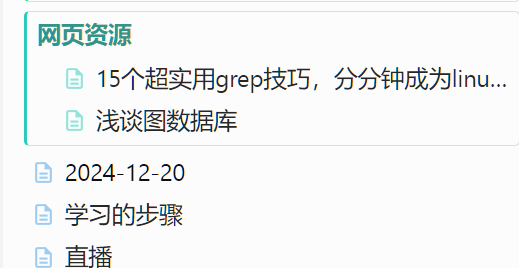 网页资源
15个超实用grep技巧，分分钟成为linu...
浅谈图数据库
2024-12-20
学习的步骤
直播